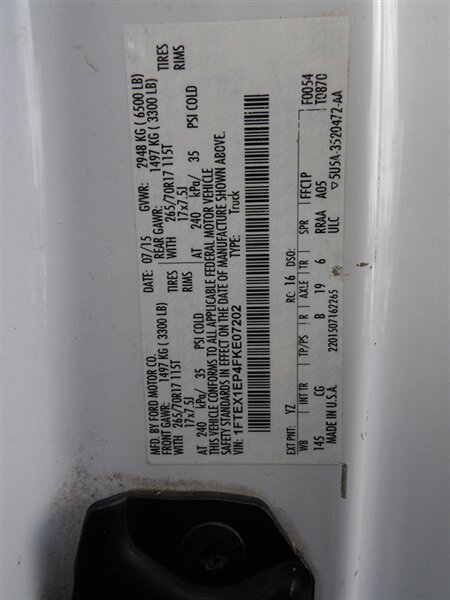 MFD. BY FORD MOTOR CO.
DATE: 07/15 GVWR: 2948 KG ( 6500 LB)
FRONT GAWR: REAR GAWR:
1497 KG ( 3300 LB) 1497 KG ( 3300 LB)
WITH TIRES WITH TIRES
265/70R17 115T 265/70R17 115T
17x7.5J RIMS 17x7.5J RIMS
AT 240 kPa/ 35 PSI COLD AT 240 kPa/ 35 PSI COLD
THIS VEHICLE CONFORMS TO ALL APPLICABLE FEDERAL MOTOR VEHICLE
SAFETY STANDARDS IN EFFECT ON THE DATE OF MANUFACTURE SHOWN ABOVE.
VIN: 1FTEX1EP4FKE07202
TYPE: Truck
EXT PNT: YZ RC: 16 DSO: F0054
WB INT TR TP/PS R AXLE TR SPR FFC1P T0870
145 CG B 19 6 RRAA A05
ULC
MADE IN U.S.A. 2201507162265 ▽5U5A-3520472-AA